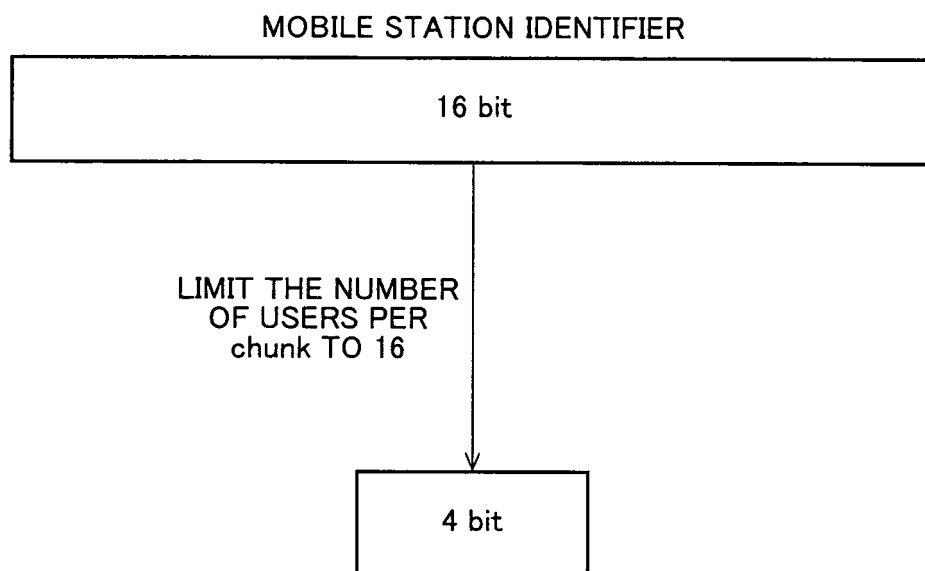 MOBILE STATION IDENTIFIER
16 bit
LIMIT THE NUMBER
OF USERS PER
chunk TO 16
4 bit